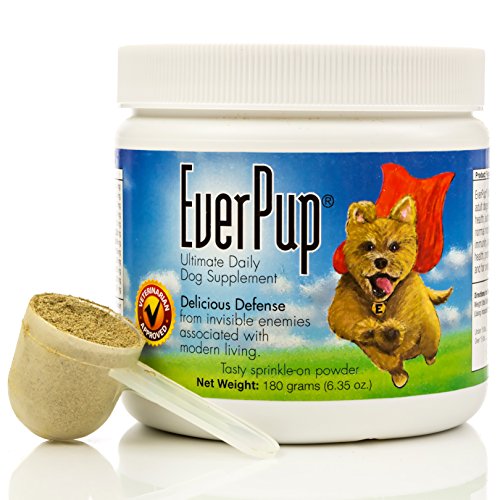 EverPup®
Ultimate Daily
Dog Supplement
VETERINARIAN
APPROVED
Delicious Defense
from invisible enemies
associated with
modern living.
Tasty sprinkle-on powder
Net Weight: 180 grams (6.35 oz.)
E